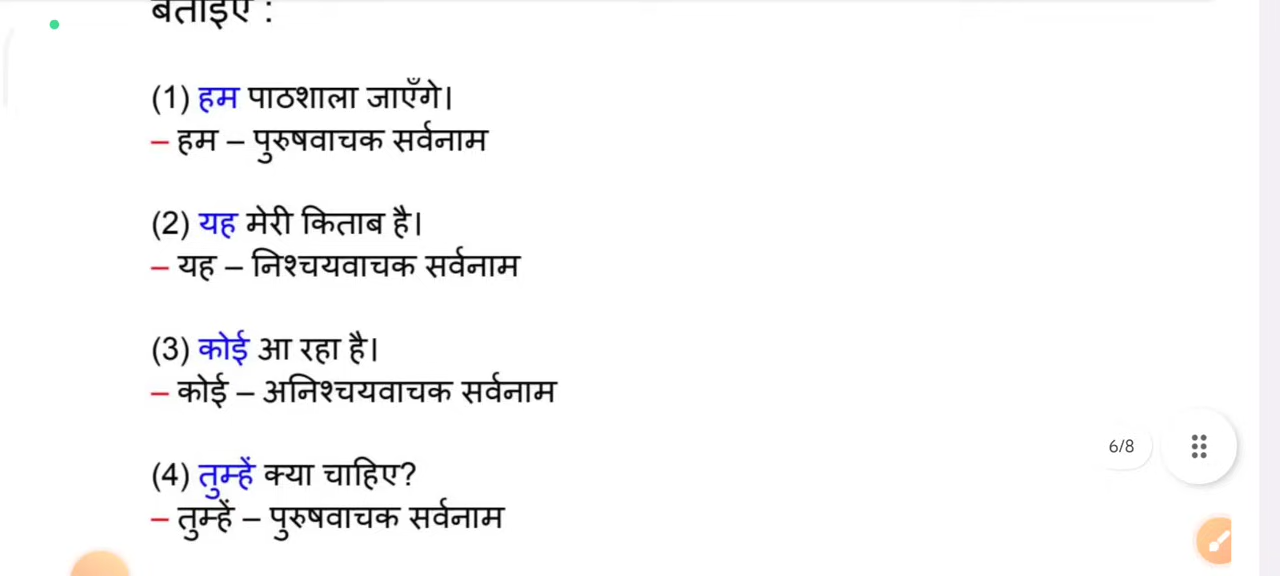 बताइए :
(1) हम पाठशाला जाएँगे।
– हम – पुरुषवाचक सर्वनाम
(2) यह मेरी किताब है।
– यह – निश्चयवाचक सर्वनाम
(3) कोई आ रहा है।
– कोई – अनिश्चयवाचक सर्वनाम
(4) तुम्हें क्या चाहिए?
– तुम्हें – पुरुषवाचक सर्वनाम
6/8